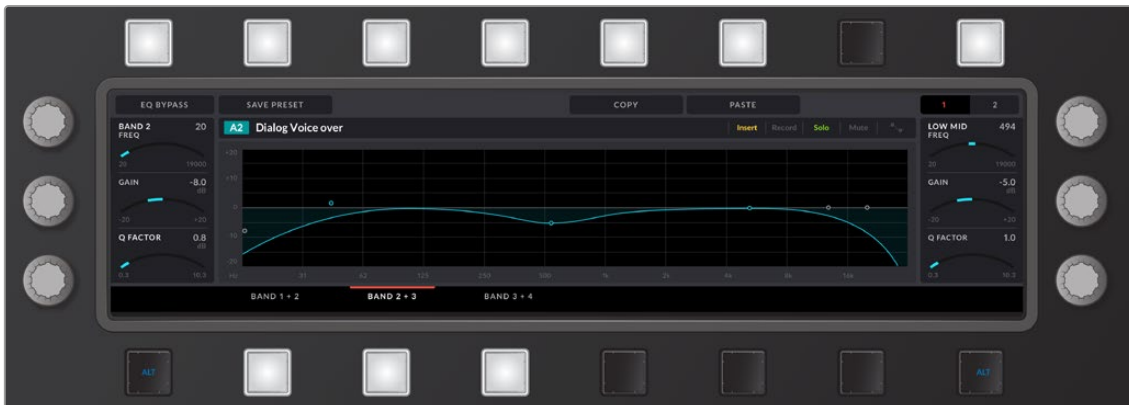 EQ BYPASS
SAVE PRESET
COPY
PASTE
1
2
BAND 2 20
FREQ
20 19000
GAIN -8.0
dB
-20 +20
Q FACTOR 0.8
dB
0.3 10.3
A2 Dialog Voice over
Insert Record Solo Mute
+20
+10
0
-10
-20
Hz 31 62 125 250 500 1k 2k 4k 8k 16k
LOW MID 494
FREQ
20 19000
GAIN -5.0
dB
-20 +20
Q FACTOR 1.0
0.3 10.3
BAND 1 + 2
BAND 2 + 3
BAND 3 + 4
ALT
ALT